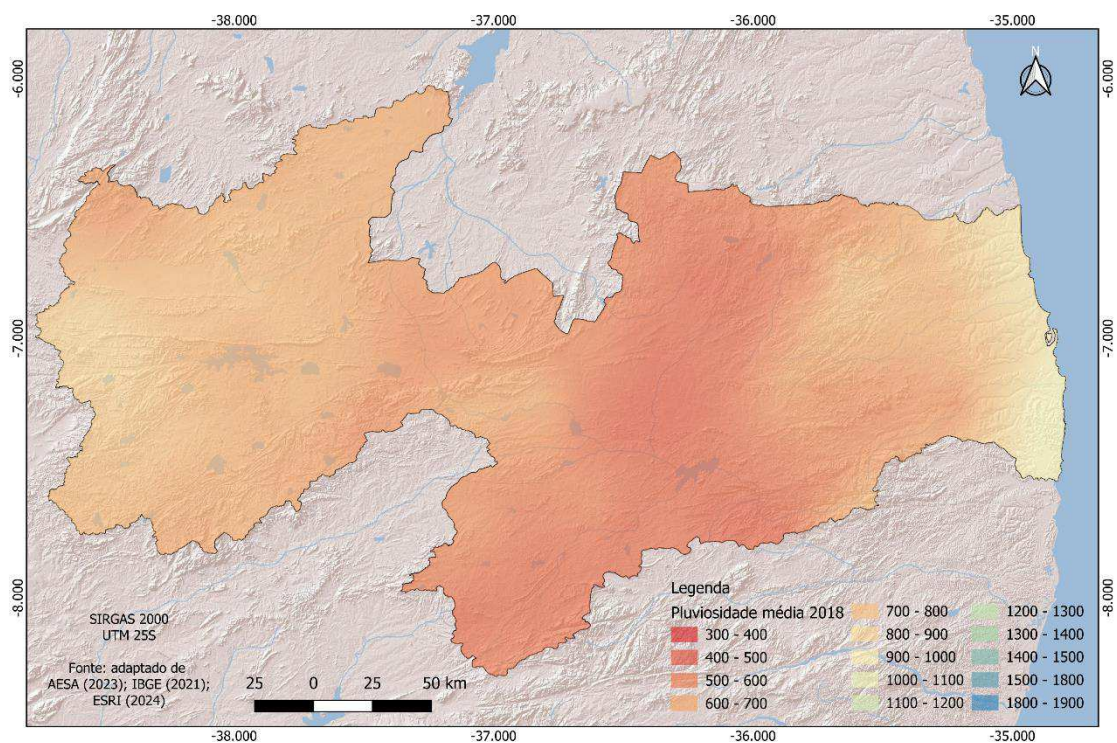 -38.000 -37.000 -36.000 -35.000
-6.000 -6.000
N
-7.000 -7.000
-8.000 -8.000
SIRGAS 2000
UTM 25S
Fonte: adaptado de
AESA (2023); IBGE (2021);
ESRI (2024)
25 0 25 50 km
Legenda
Pluviosidade média 2018
300 - 400
400 - 500
500 - 600
600 - 700
700 - 800
800 - 900
900 - 1000
1000 - 1100
1100 - 1200
1200 - 1300
1300 - 1400
1400 - 1500
1500 - 1800
1800 - 1900
-38.000 -37.000 -36.000 -35.000